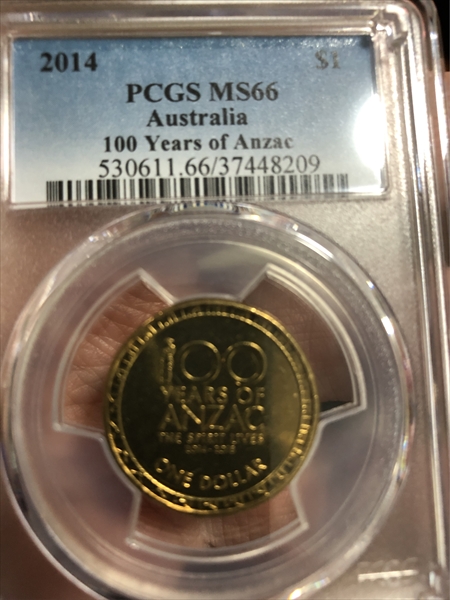 2014 $1
PCGS MS66
Australia
100 Years of Anzac
530611.66/37448209
100
YEARS OF
ANZAC
THE SPIRIT LIVES
2014-2018
ONE DOLLAR